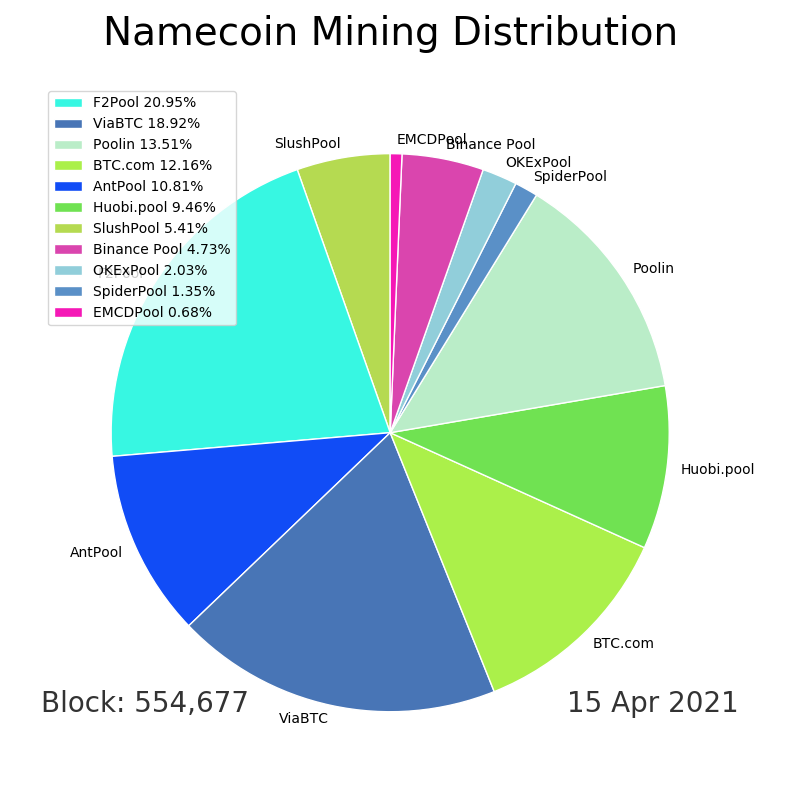 Namecoin Mining Distribution
F2Pool 20.95%
ViaBTC 18.92%
Poolin 13.51%
BTC.com 12.16%
AntPool 10.81%
Huobi.pool 9.46%
SlushPool 5.41%
Binance Pool 4.73%
OKExPool 2.03%
SpiderPool 1.35%
EMCDPool 0.68%
SlushPool
EMCDPool
Binance Pool
OKExPool
SpiderPool
Poolin
F2Pool
Huobi.pool
AntPool
BTC.com
ViaBTC
Block: 554,677
15 Apr 2021